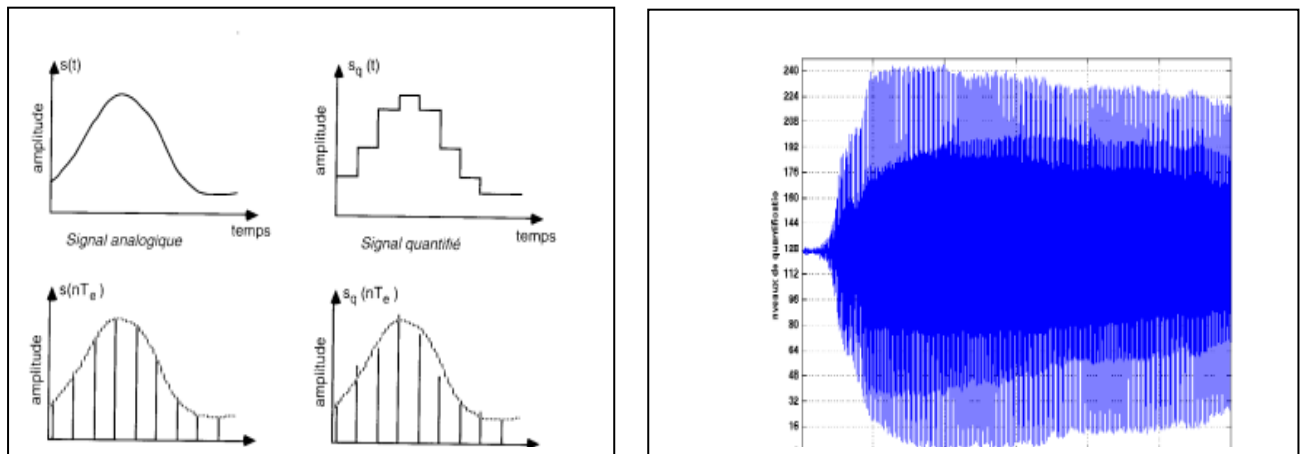 s(t)
amplitude
temps
Signal analogique
s_q (t)
amplitude
temps
Signal quantifié
s(nT_e)
amplitude
s_q (nT_e)
amplitude
240
224
208
192
176
160
144
128
112
96
80
64
48
32
16
niveaux de quantificatio